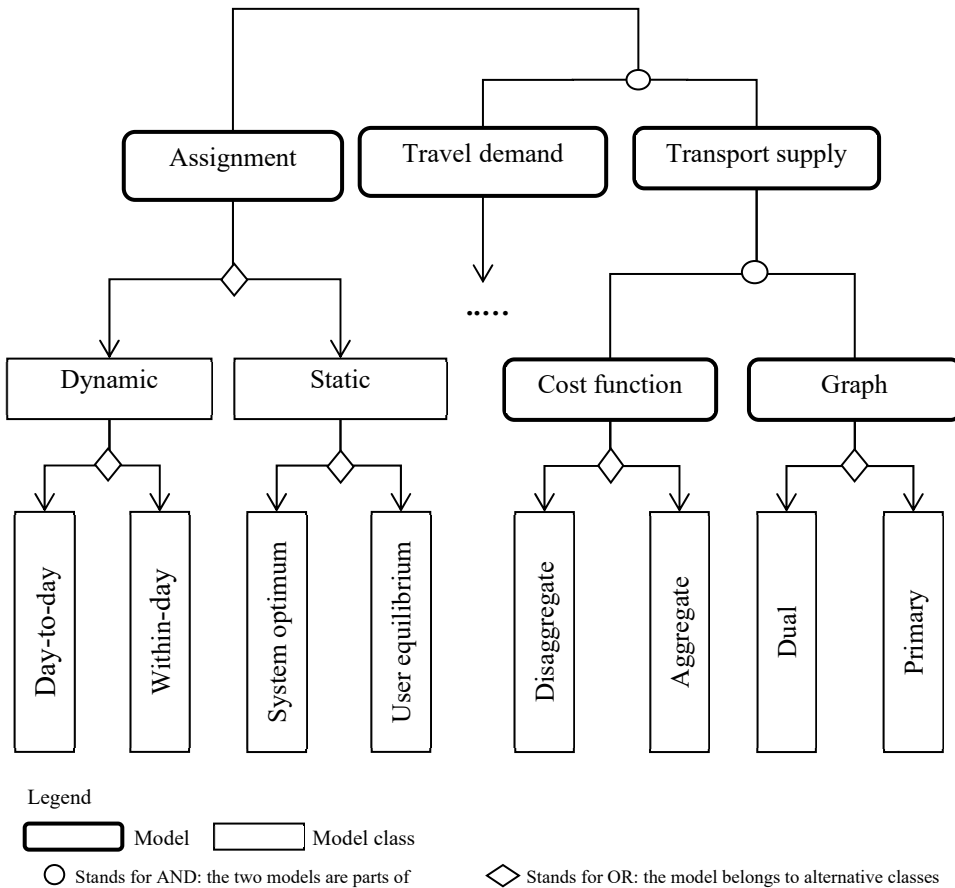 Assignment
Travel demand
Transport supply
.....
Dynamic
Static
Cost function
Graph
Day-to-day
Within-day
System optimum
User equilibrium
Disaggregate
Aggregate
Dual
Primary
Legend
Model
Model class
Stands for AND: the two models are parts of
Stands for OR: the model belongs to alternative classes